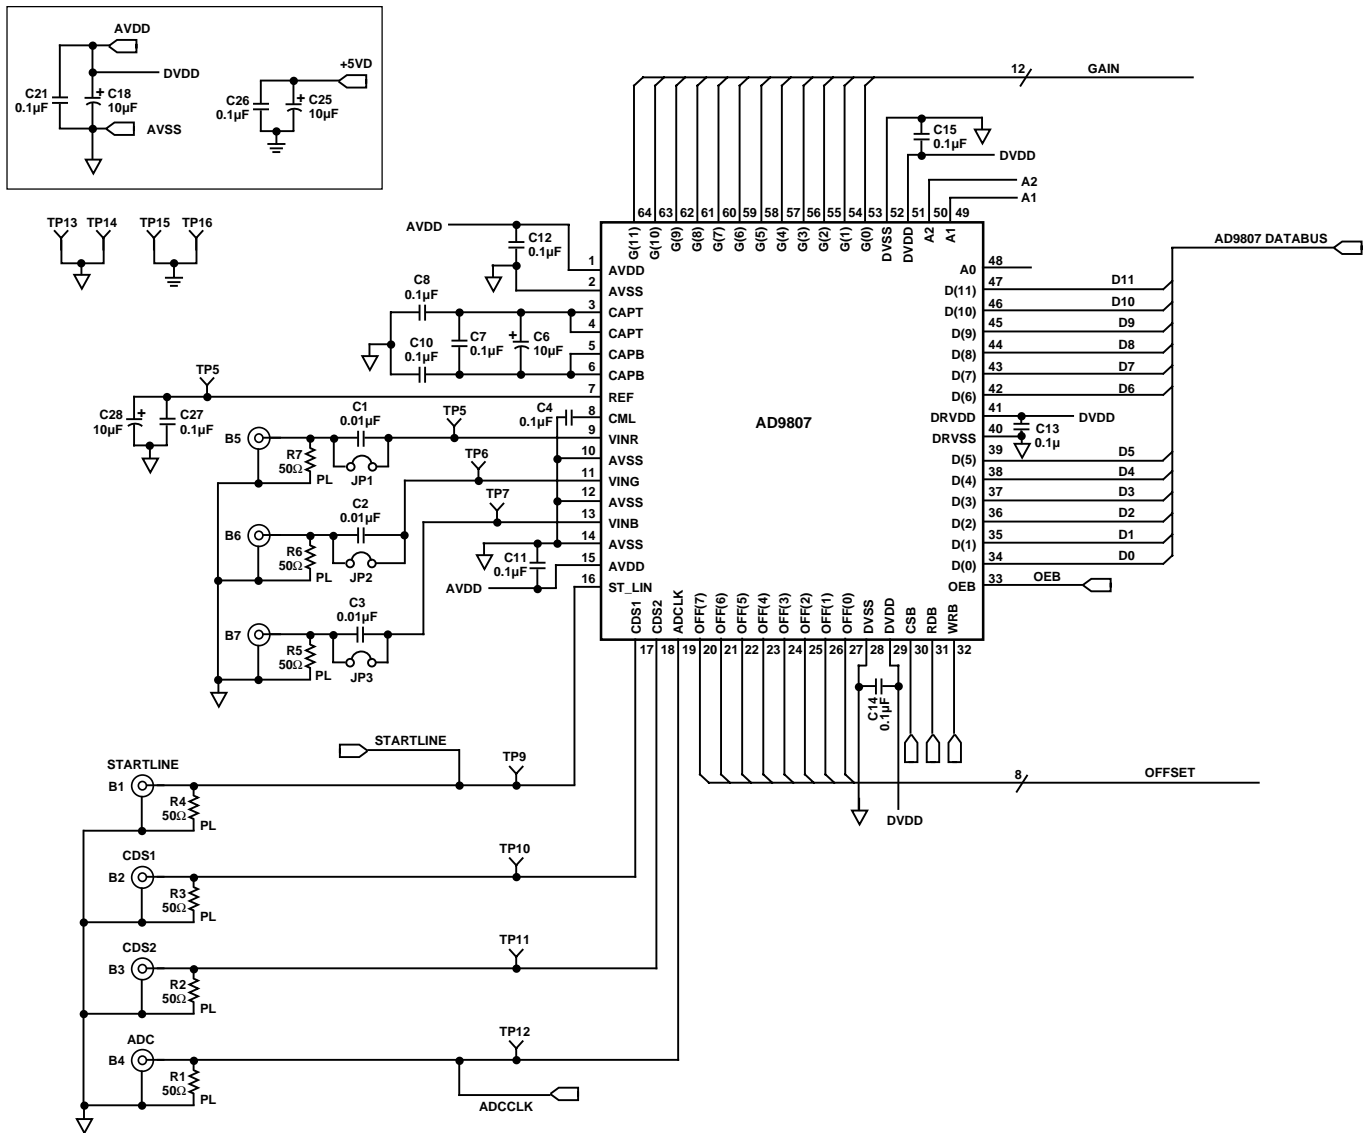 AVDD
DVDD
C21
0.1µF
+
C18
10µF
AVSS
+5VD
C26
0.1µF
+
C25
10µF
12
GAIN
C15
0.1µF
DVDD
A2
A1
TP13 TP14
TP15 TP16
64 63 62 61 60 59 58 57 56 55 54 53 52 51 50 49
G(11)
G(10)
G(9)
G(8)
G(7)
G(6)
G(5)
G(4)
G(3)
G(2)
G(1)
G(0)
DVSS
DVDD
A2
A1
AVDD
C12
0.1µF
1 AVDD
2 AVSS
3 CAPT
4 CAPT
5 CAPB
6 CAPB
7 REF
8 CML
9 VINR
10 AVSS
11 VING
12 AVSS
13 VINB
14 AVSS
15 AVDD
16 ST_LIN
C8
0.1µF
C10
0.1µF
C7
0.1µF
+
C6
10µF
TP5
C28
10µF
+
C27
0.1µF
C4
0.1µF
B5
R7
50Ω
PL
C1
0.01µF
JP1
TP5
TP6
TP7
B6
R6
50Ω
PL
C2
0.01µF
JP2
C11
0.1µF
AVDD
B7
R5
50Ω
PL
C3
0.01µF
JP3
AD9807
AD9807 DATABUS
A0 48
D(11) 47 D11
D(10) 46 D10
D(9) 45 D9
D(8) 44 D8
D(7) 43 D7
D(6) 42 D6
DRVDD 41 DVDD
DRVSS 40
C13
0.1µ
D(5) 39 D5
D(4) 38 D4
D(3) 37 D3
D(2) 36 D2
D(1) 35 D1
D(0) 34 D0
OEB 33 OEB
CDS1
CDS2
ADCLK
OFF(7)
OFF(6)
OFF(5)
OFF(4)
OFF(3)
OFF(2)
OFF(1)
OFF(0)
DVSS
DVDD
CSB
RDB
WRB
17 18 19 20 21 22 23 24 25 26 27 28 29 30 31 32
C14
0.1µF
DVDD
8
OFFSET
STARTLINE
STARTLINE
B1
R4
50Ω
PL
TP9
CDS1
B2
R3
50Ω
PL
TP10
CDS2
B3
R2
50Ω
PL
TP11
ADC
B4
R1
50Ω
PL
TP12
ADCCLK